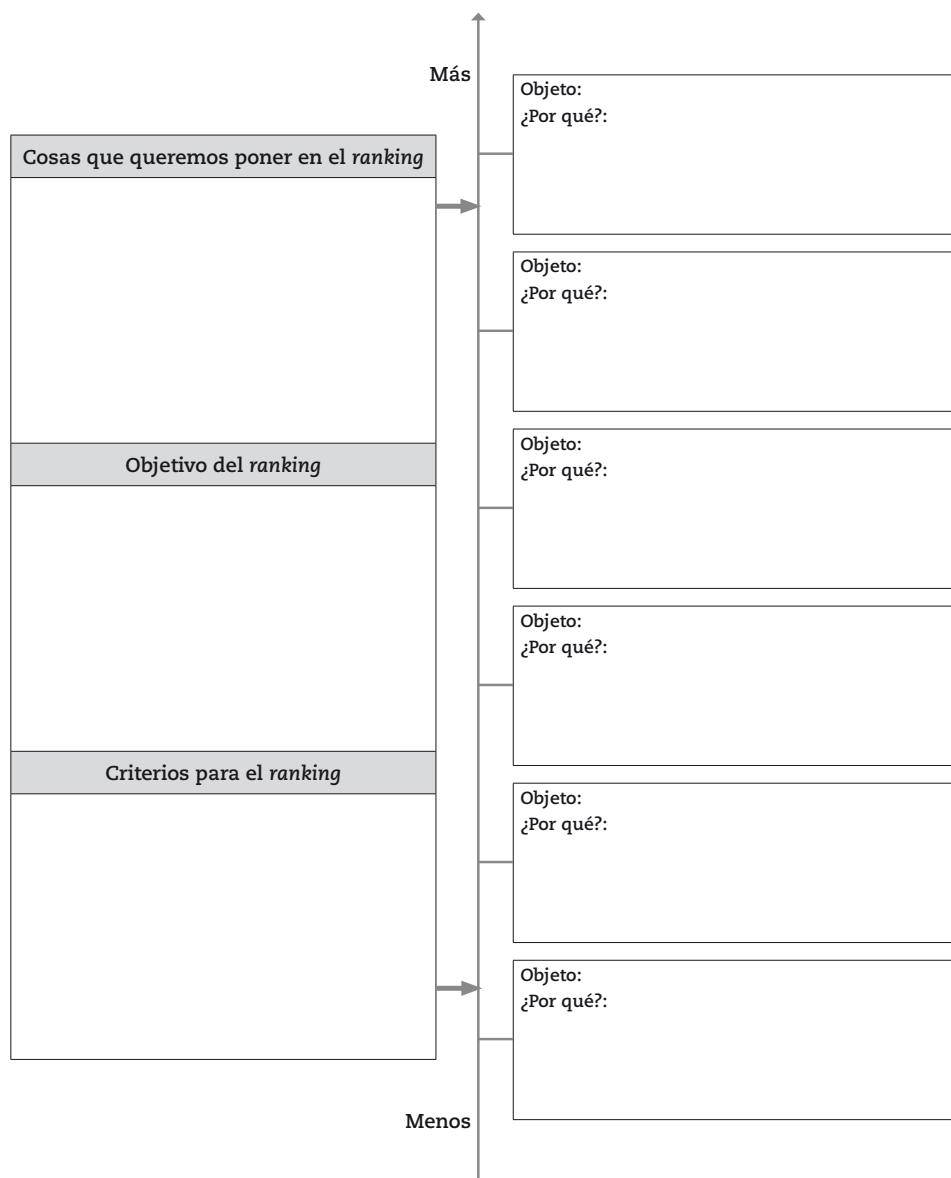 Más
Cosas que queremos poner en el ranking
Objetivo del ranking
Criterios para el ranking
Menos
Objeto:
¿Por qué?:
Objeto:
¿Por qué?:
Objeto:
¿Por qué?:
Objeto:
¿Por qué?:
Objeto:
¿Por qué?:
Objeto:
¿Por qué?: